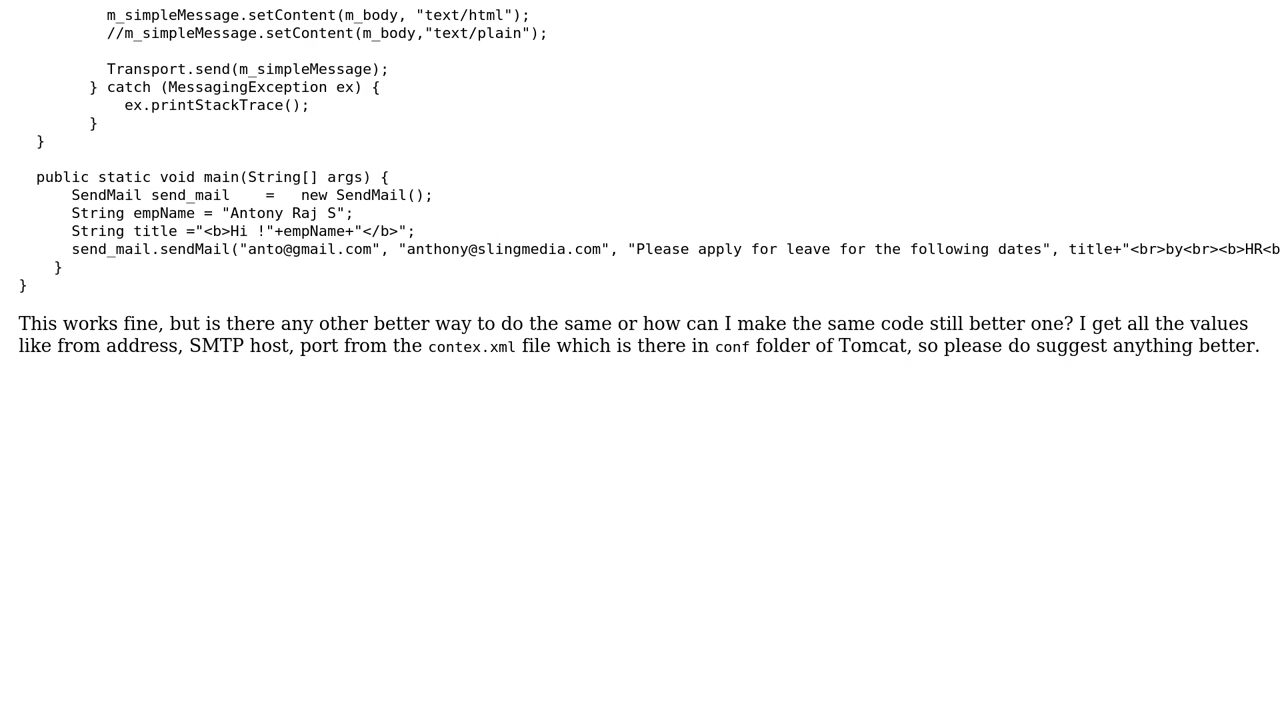 m_simpleMessage.setContent(m_body, "text/html");
//m_simpleMessage.setContent(m_body,"text/plain");
Transport.send(m_simpleMessage);
} catch (MessagingException ex) {
ex.printStackTrace();
}
}
public static void main(String[] args) {
SendMail send_mail    =   new SendMail();
String empName = "Antony Raj S";
String title ="<b>Hi !"+empName+"</b>";
send_mail.sendMail("anto@gmail.com", "anthony@slingmedia.com", "Please apply for leave for the following dates", title+"<br>by<br><b>HR<b
}
}
This works fine, but is there any other better way to do the same or how can I make the same code still better one? I get all the values
like from address, SMTP host, port from the contex.xml file which is there in conf folder of Tomcat, so please do suggest anything better.